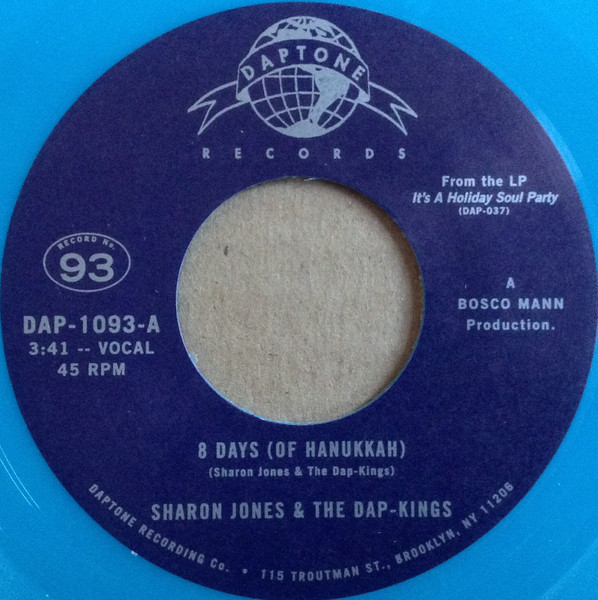 DAPTONE
RECORDS
From the LP
It's A Holiday Soul Party
(DAP-037)
RECORD No.
93
DAP-1093-A
3:41 -- VOCAL
45 RPM
A
BOSCO MANN
Production.
8 DAYS (OF HANUKKAH)
(Sharon Jones & The Dap-Kings)
SHARON JONES & THE DAP-KINGS
DAPTONE RECORDING Co. • 115 TROUTMAN ST., BROOKLYN, NY 11206